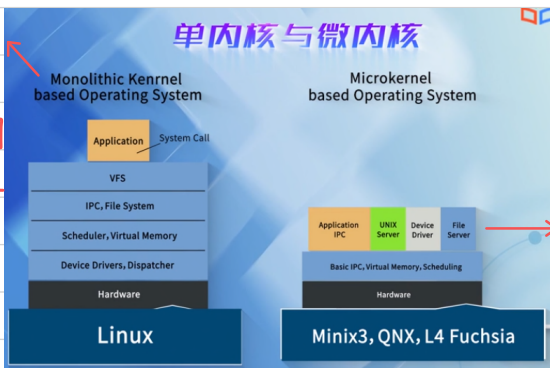 单内核与微内核
Monolithic Kenrnel
based Operating System
Application
System Call
VFS
IPC, File System
Scheduler, Virtual Memory
Device Drivers, Dispatcher
Hardware
Linux
Microkernel
based Operating System
Application
IPC
UNIX
Server
Device
Driver
File
Server
Basic IPC, Virtual Memory, Scheduling
Hardware
Minix3, QNX, L4 Fuchsia